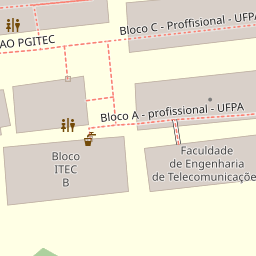 Bloco C - Proffisional - UFPA
AO PGITEC
Bloco A - profissional - UFPA
Bloco
ITEC
B
Faculdade
de Engenharia
de Telecomunicaçõe